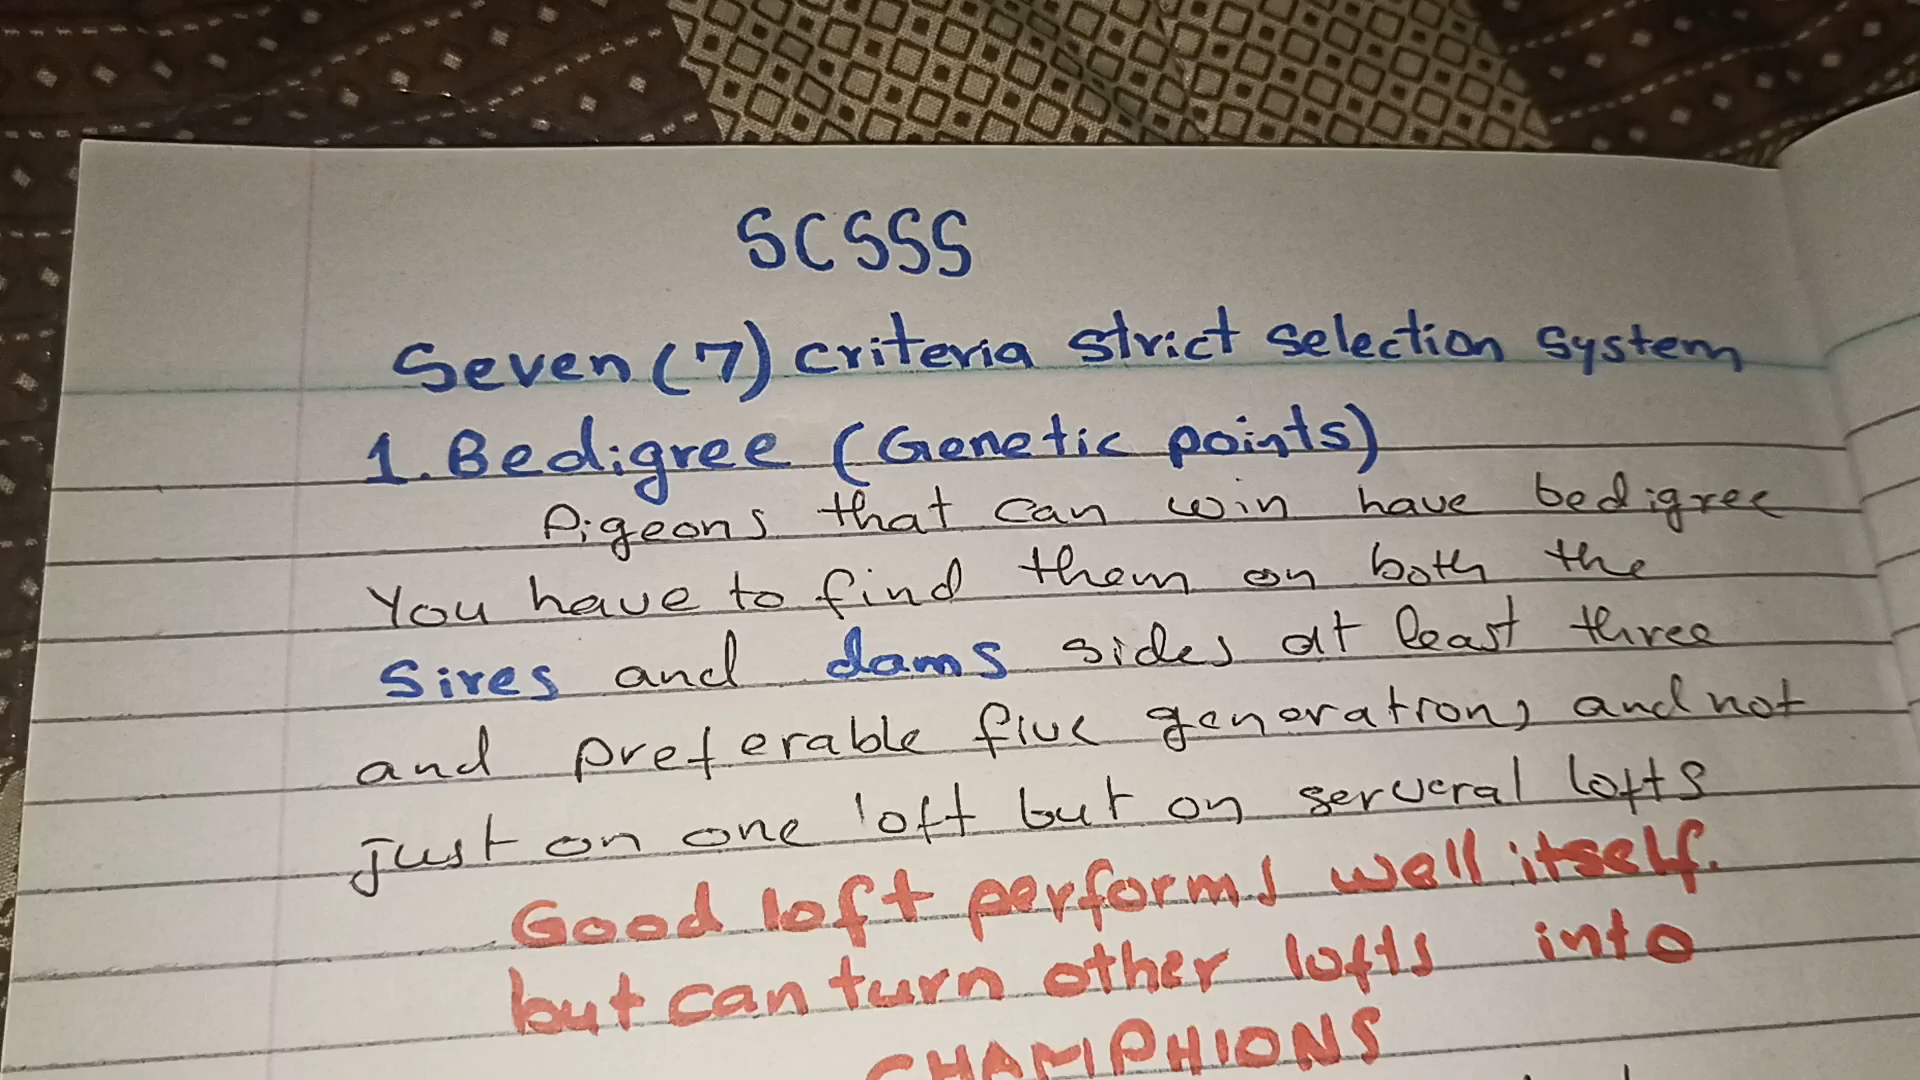 SCSSS
Seven (7) criteria strict selection system
1. Bedigree (Genetic points)
Pigeons that can win have bedigree
You have to find them on both the
Sires and dams sides at least three
and preferable five generation, and not
just on one loft but on serveral lofts
Good loft performs well itself.
but can turn other lofts into
CHAMPHIONS